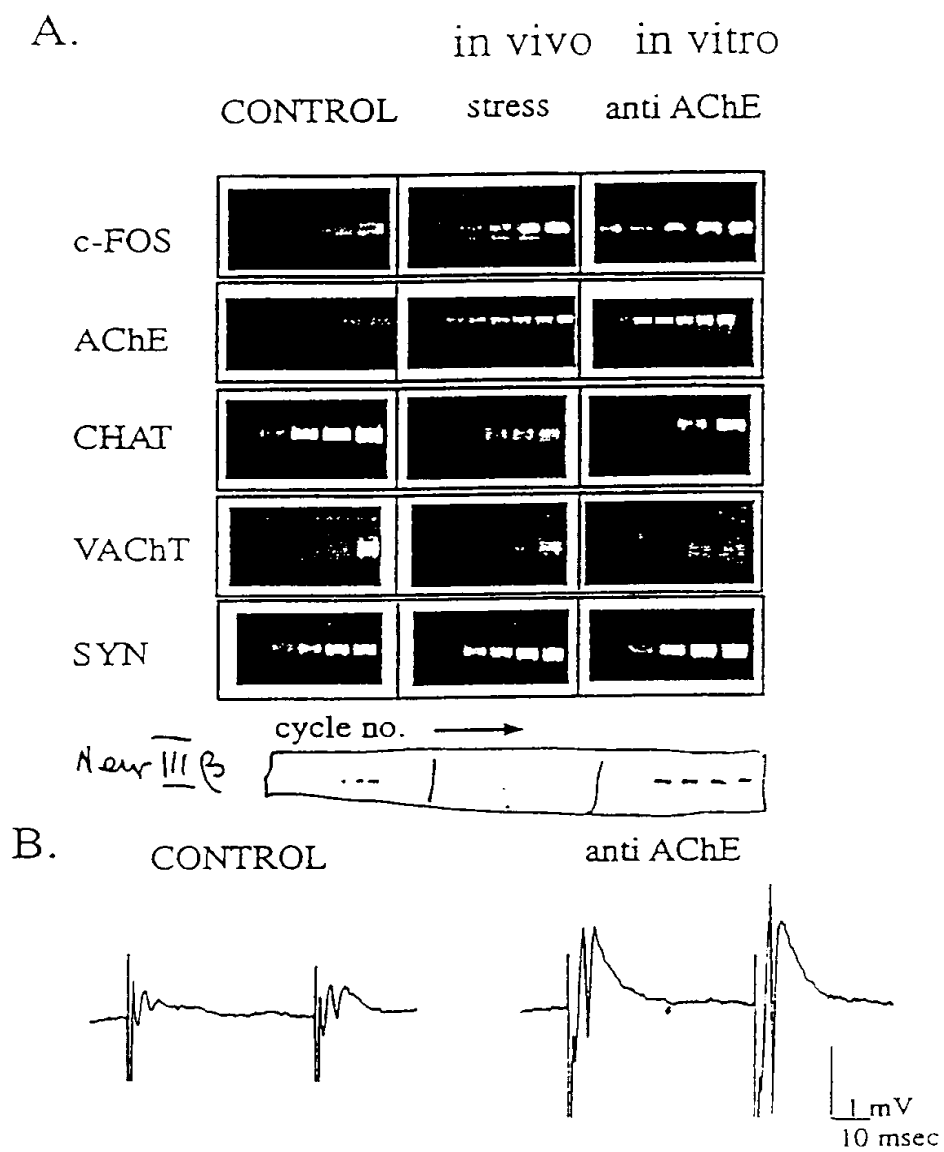 A.
in vivo in vitro
CONTROL stress anti AChE
c-FOS
AChE
CHAT
VAChT
SYN
cycle no.
III β
B.
CONTROL anti AChE
1 mV
10 msec